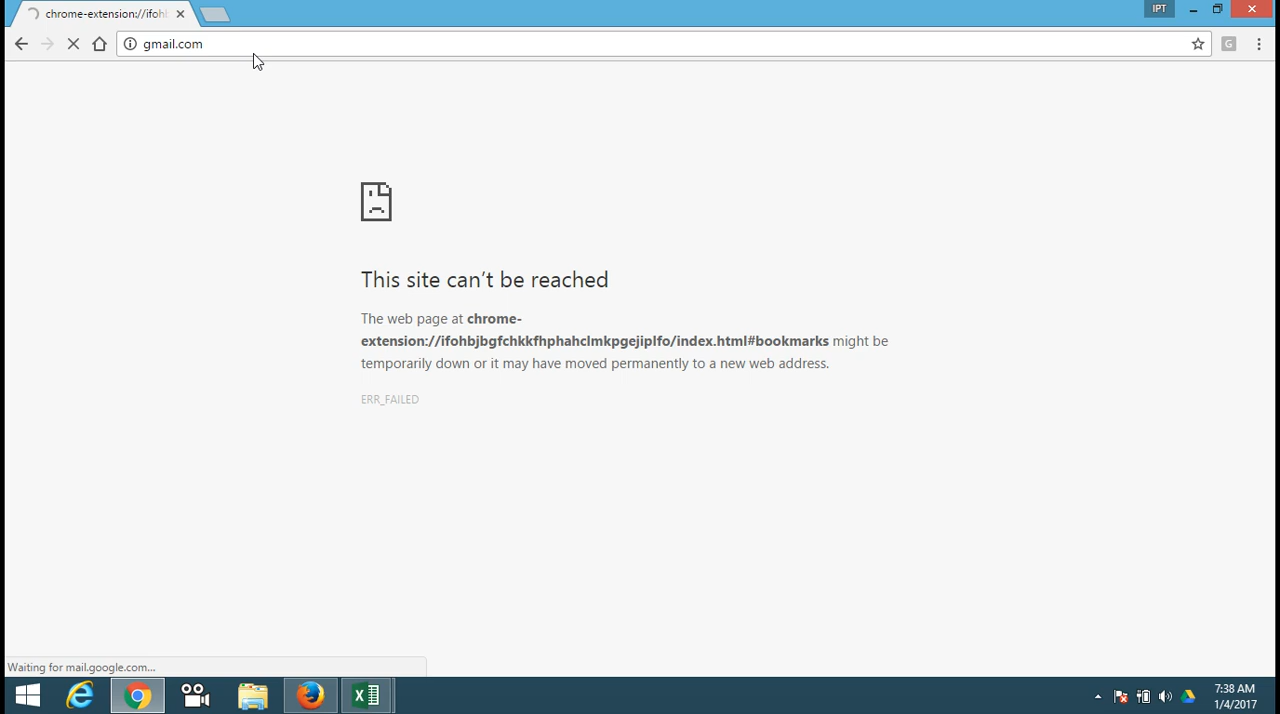 chrome-extension://ifohl
IPT
gmail.com
G
This site can't be reached
The web page at chrome-
extension://ifohbjbgfchkkfhphahclmkpgejiplfo/index.html#bookmarks might be
temporarily down or it may have moved permanently to a new web address.
ERR_FAILED
Waiting for mail.google.com...
7:38 AM
1/4/2017